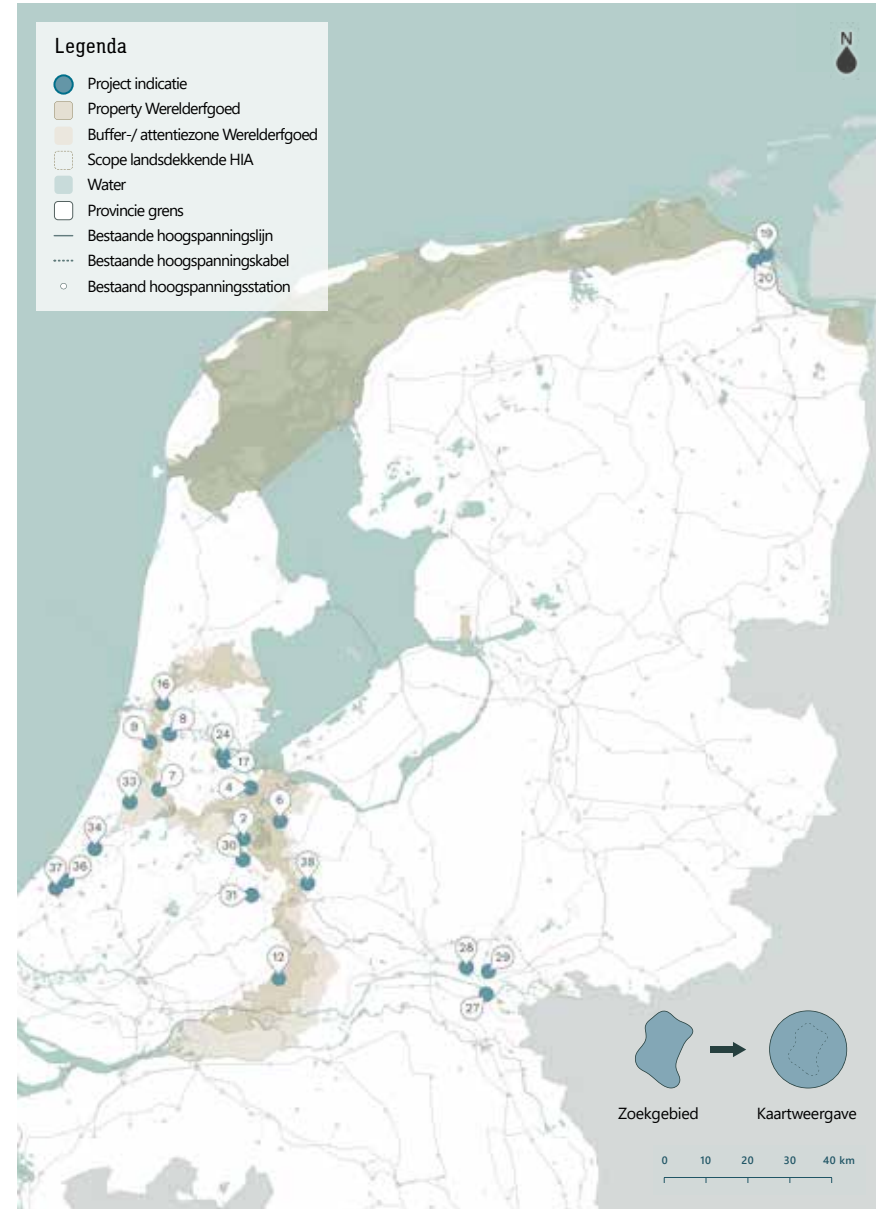 Legenda
Project indicatie
Property Werelderfgoed
Buffer-/ attentiezone Werelderfgoed
Scope landsdekkende HIA
Water
Provincie grens
Bestaande hoogspanningslijn
Bestaande hoogspanningskabel
Bestaand hoogspanningsstation
N
19
20
16
9
8
24
17
7
4
33
6
2
34
30
38
37
36
31
12
28
29
27
Zoekgebied
Kaartweergave
0 10 20 30 40 km